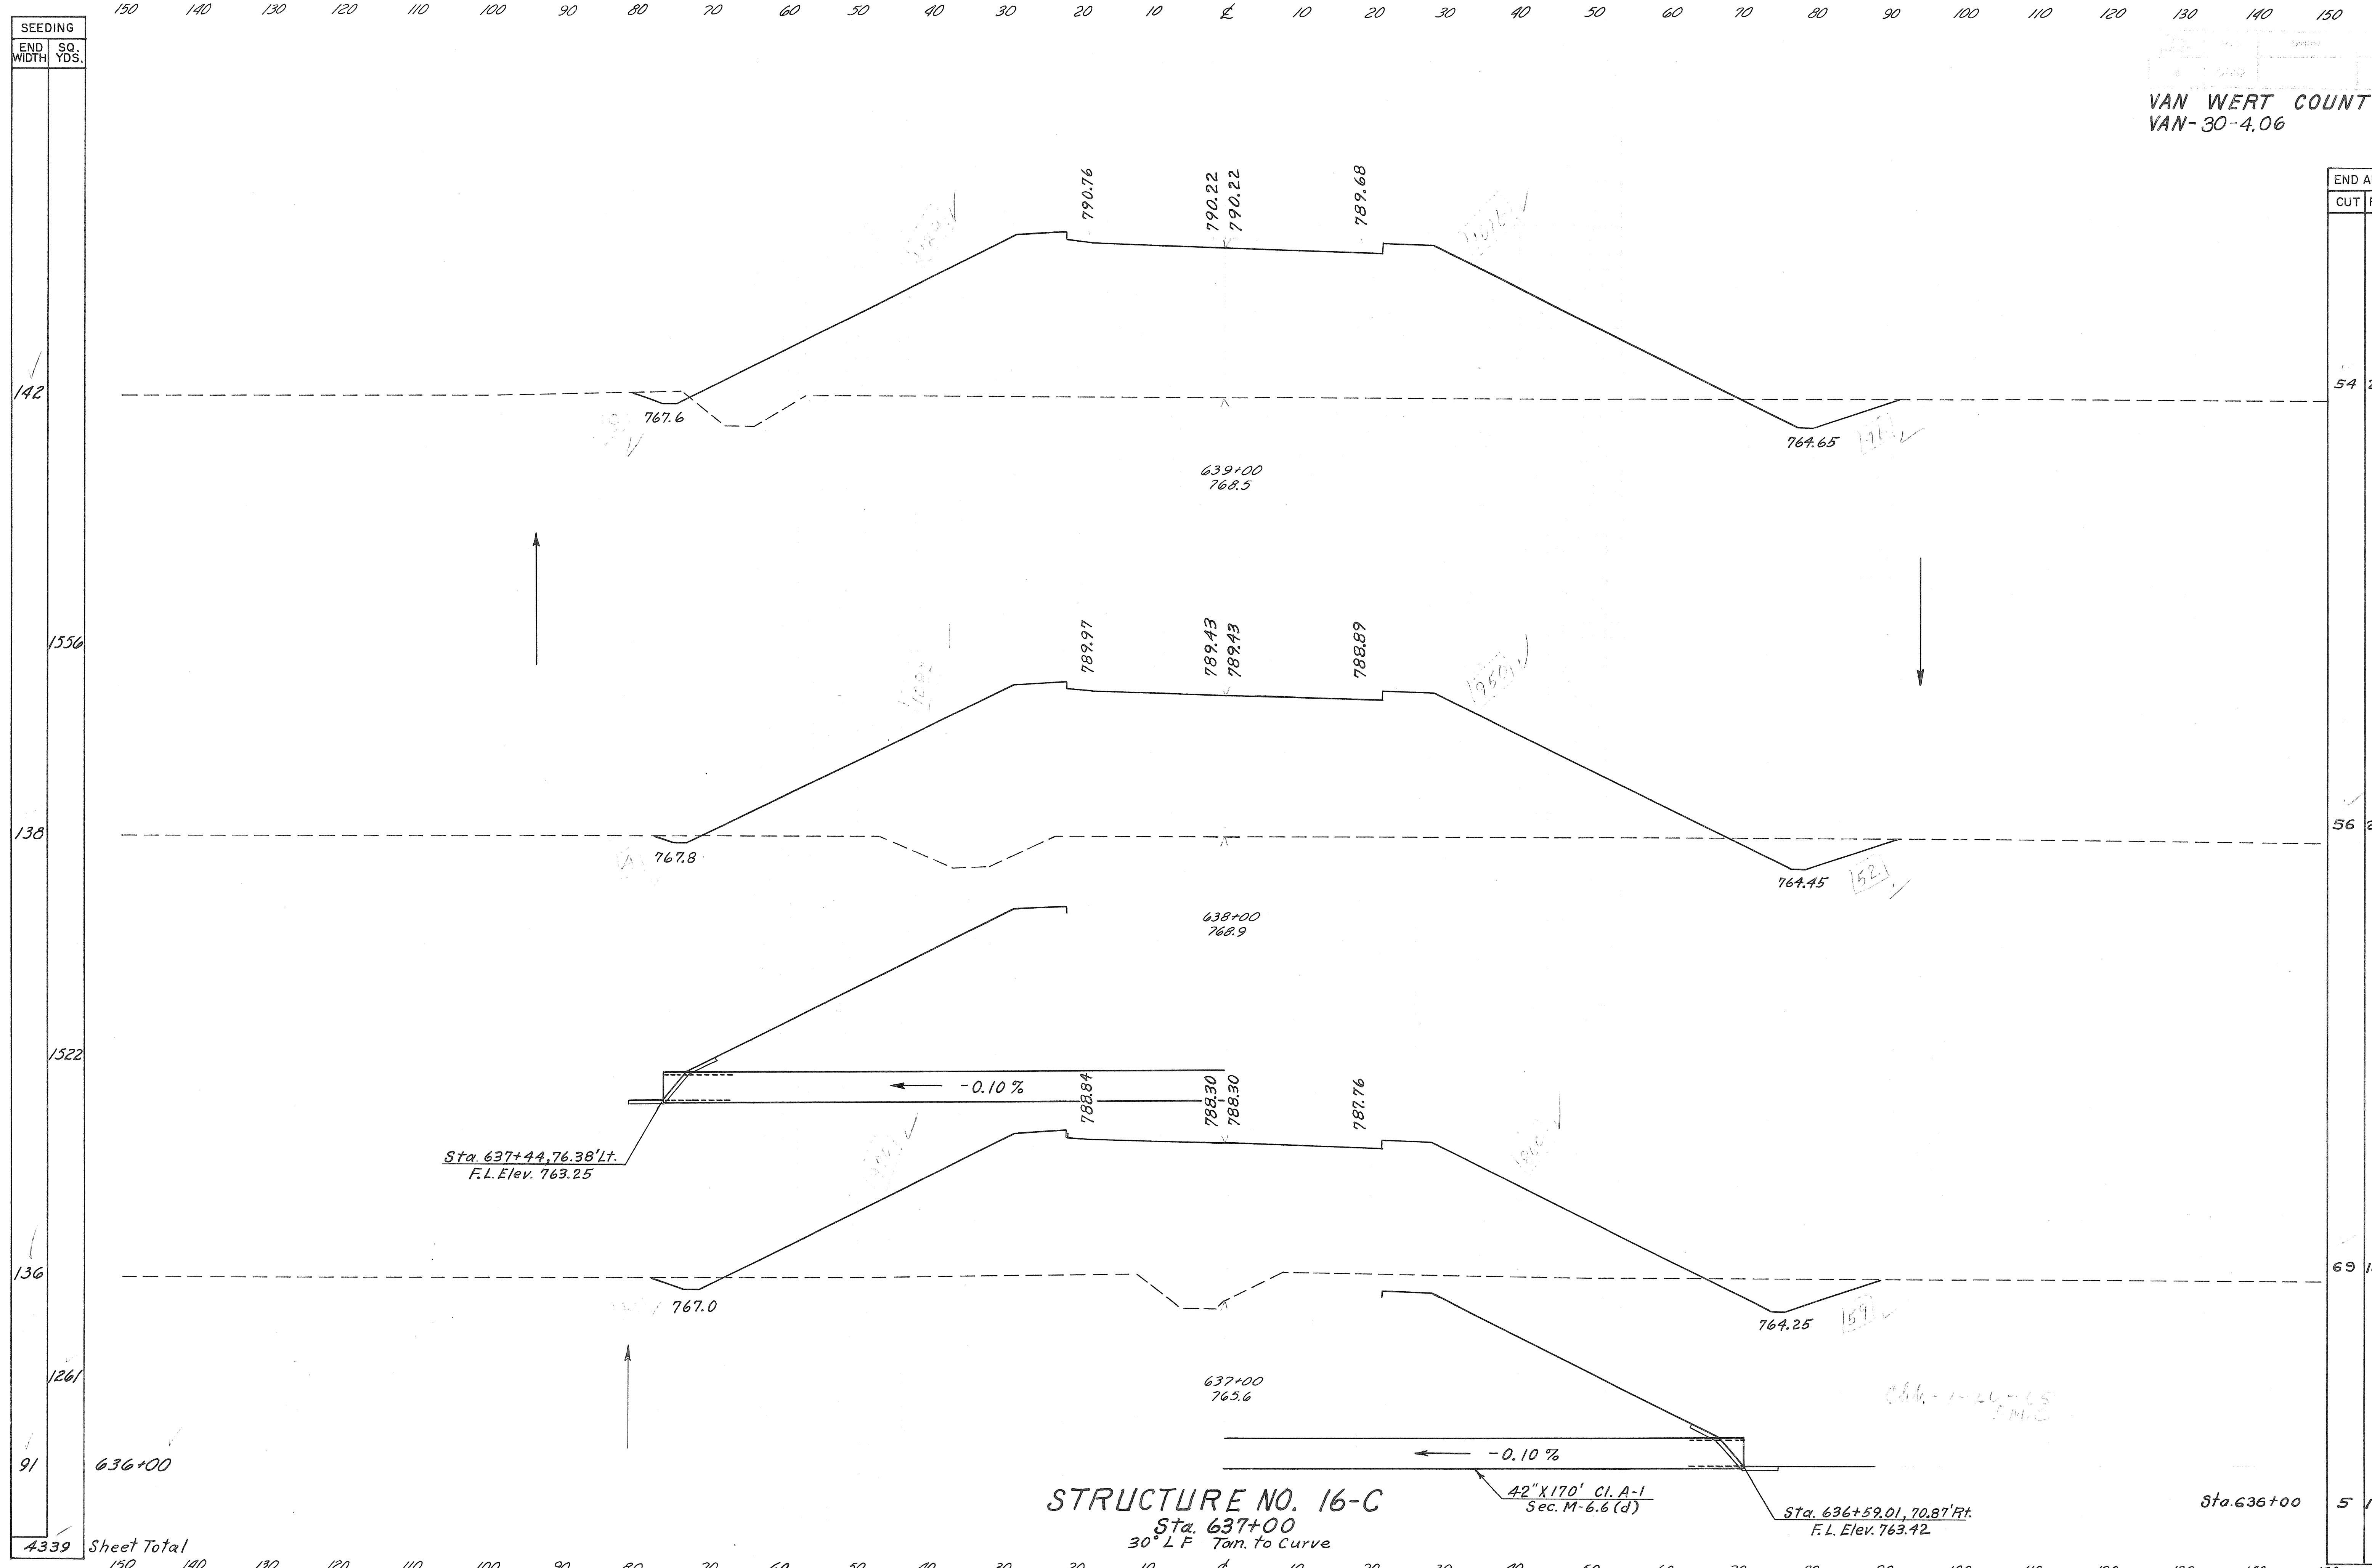 150 140 130 120 110 100 90 80 70 60 50 40 30 20 10 ℄ 10 20 30 40 50 60 70 80 90 100 110 120 130 140 150
SEEDING
END WIDTH
SQ. YDS.
VAN WERT COUNT
VAN-30-4.06
END A
CUT
790.76
790.22
790.22
789.68
142
767.6
764.65
54
639+00
768.5
1556
789.97
789.43
789.43
788.89
138
767.8
764.45
52
56
638+00
768.9
1522
-0.10 %
788.84
788.30
788.30
787.76
Sta. 637+44, 76.38' Lt.
F.L. Elev. 763.25
136
767.0
764.25
59
69
1261
637+00
765.6
91
636+00
-0.10 %
42" X 170' Cl. A-1
Sec. M-6.6 (d)
Sta. 636+59.01, 70.87' Rt.
F.L. Elev. 763.42
Sta. 636+00
5
STRUCTURE NO. 16-C
Sta. 637+00
30° L F Tan. to Curve
4339 Sheet Total
150 140 130 120 110 100 90 80 70 60 50 40 30 20 10 ℄ 10 20 30 40 50 60 70 80 90 100 110 120 130 140 150